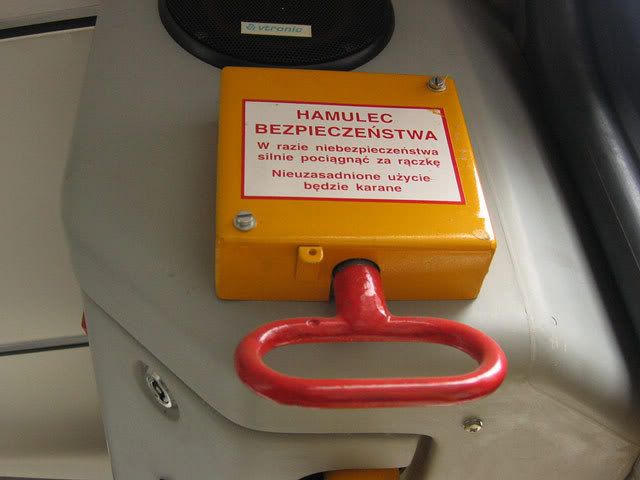 vtronic
HAMULEC
BEZPIECZEŃSTWA
W razie niebezpieczeństwa
silnie pociągnąć za rączkę
Nieuzasadnione użycie
będzie karane